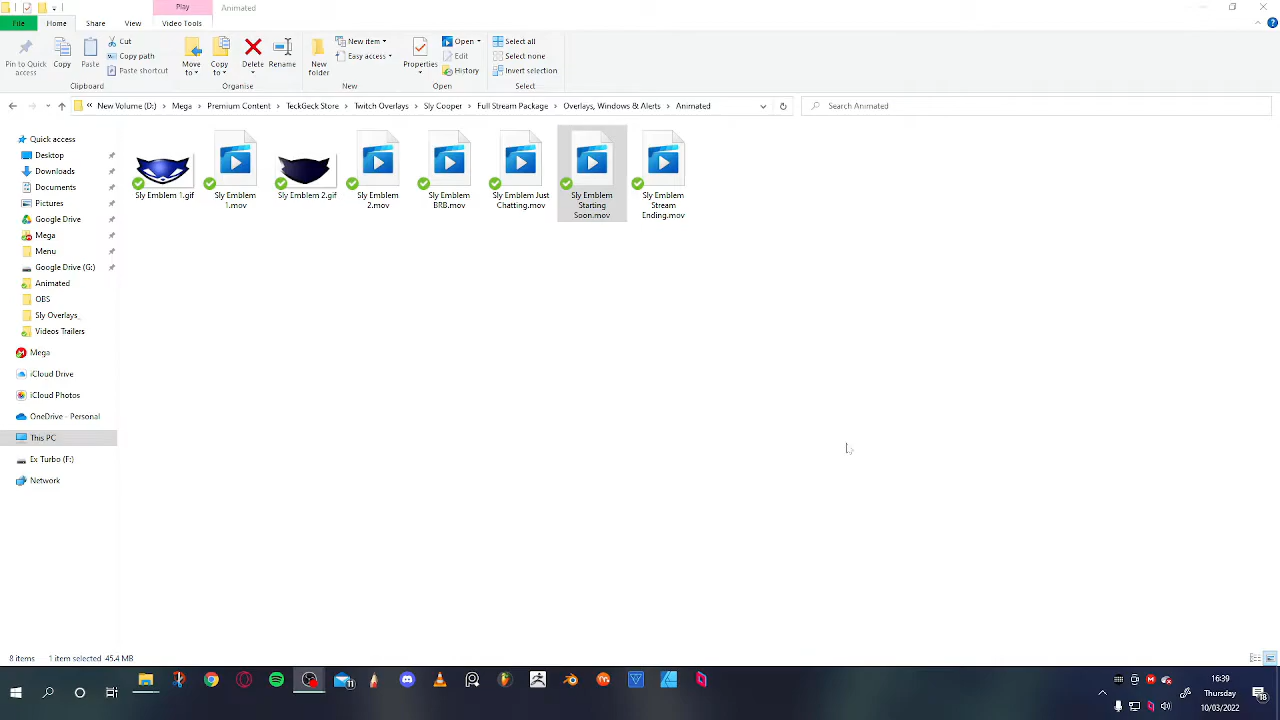 Play
Animated
File
Home
Share
View
Video Tools
Pin to Quick access
Copy
Paste
Cut
Copy path
Paste shortcut
Clipboard
Move to
Copy to
Delete
Rename
Organise
New folder
New item
Easy access
New
Properties
Open
Edit
History
Open
Select all
Select none
Invert selection
Select
« New Volume (D:) › Mega › Premium Content › TeckGeck Store › Twitch Overlays › Sly Cooper › Full Stream Package › Overlays, Windows & Alerts › Animated
Search Animated
Quick access
Desktop
Downloads
Documents
Pictures
Google Drive
Mega
Menu
Google Drive (G:)
Animated
OBS
Sly Overlays_
Videos Trailers
Mega
iCloud Drive
iCloud Photos
OneDrive - Personal
This PC
Ex Turbo (F:)
Network
Sly Emblem 1.gif
Sly Emblem 1.mov
Sly Emblem 2.gif
Sly Emblem 2.mov
Sly Emblem BRB.mov
Sly Emblem Just Chatting.mov
Sly Emblem Starting Soon.mov
Sly Emblem Stream Ending.mov
8 items
1 item selected 45.4 MB
16:39
Thursday
10/03/2022